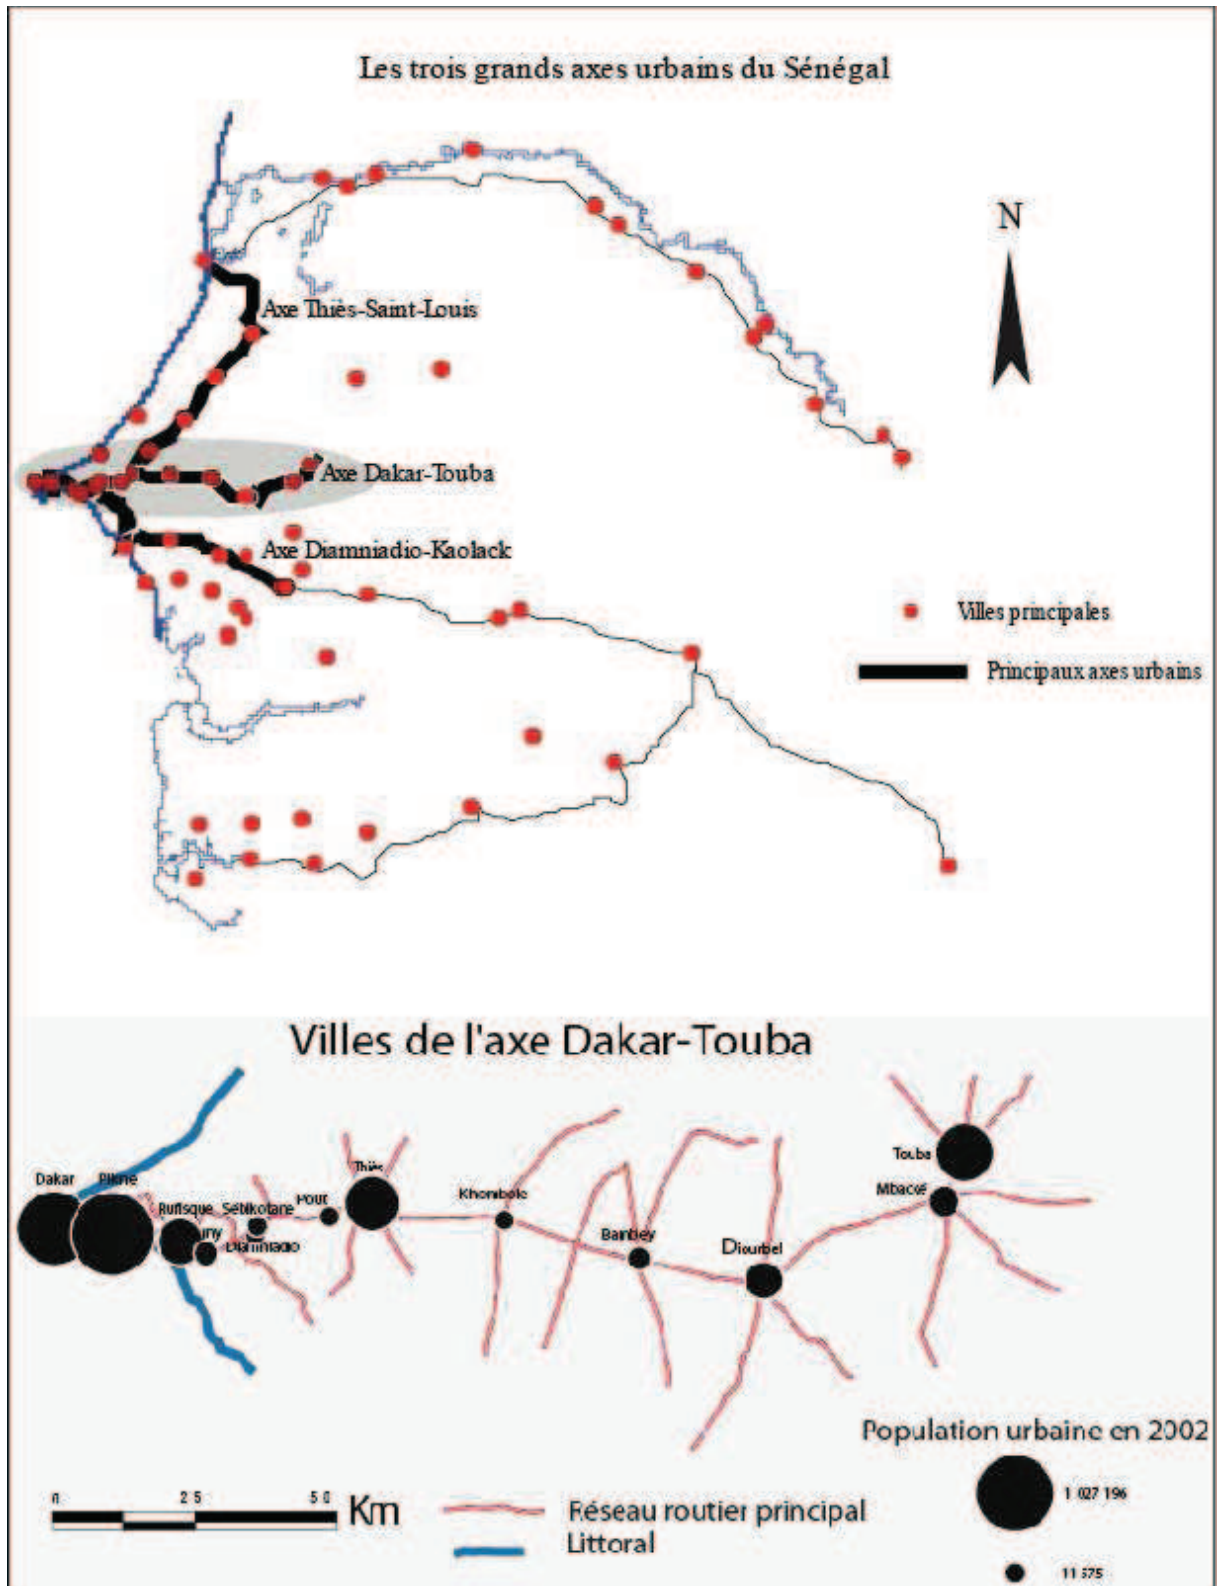 Les trois grands axes urbains du Sénégal
N
Axe Thiès-Saint-Louis
Axe Dakar-Touba
Axe Diamniadio-Kaolack
Villes principales
Principaux axes urbains
Villes de l'axe Dakar-Touba
Touba
Dakar
Pikine
Thiès
Mbacké
Khombole
Pout
Rufisque
Sébikotane
Bambey
Diourbel
Diamniadio
Population urbaine en 2002
1 027 196
0 25 50 Km
Réseau routier principal
Littoral
11 575